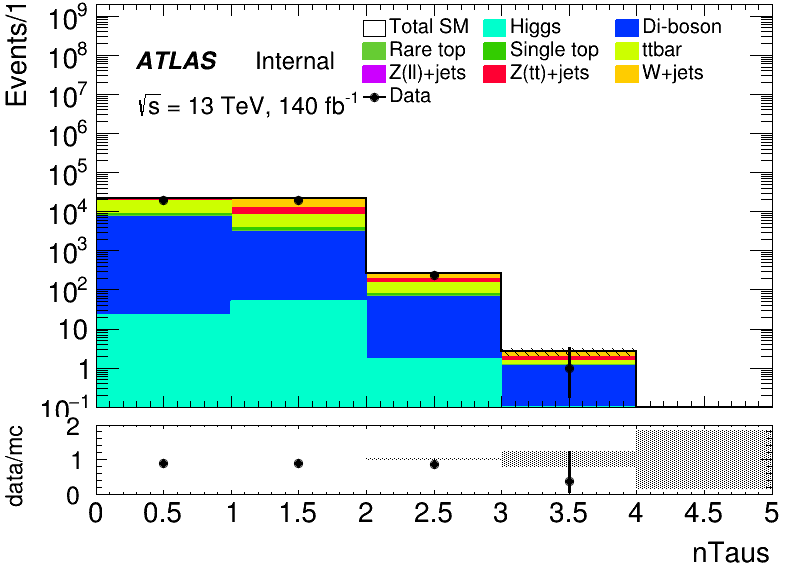 Events/1
10⁹
10⁸
10⁷
10⁶
10⁵
10⁴
10³
10²
10
1
10⁻¹
ATLAS Internal
√s = 13 TeV, 140 fb⁻¹
Total SM Higgs Di-boson
Rare top Single top ttbar
Z(ll)+jets Z(tt)+jets W+jets
Data
data/mc
2
1
0
0 0.5 1 1.5 2 2.5 3 3.5 4 4.5 5
nTaus